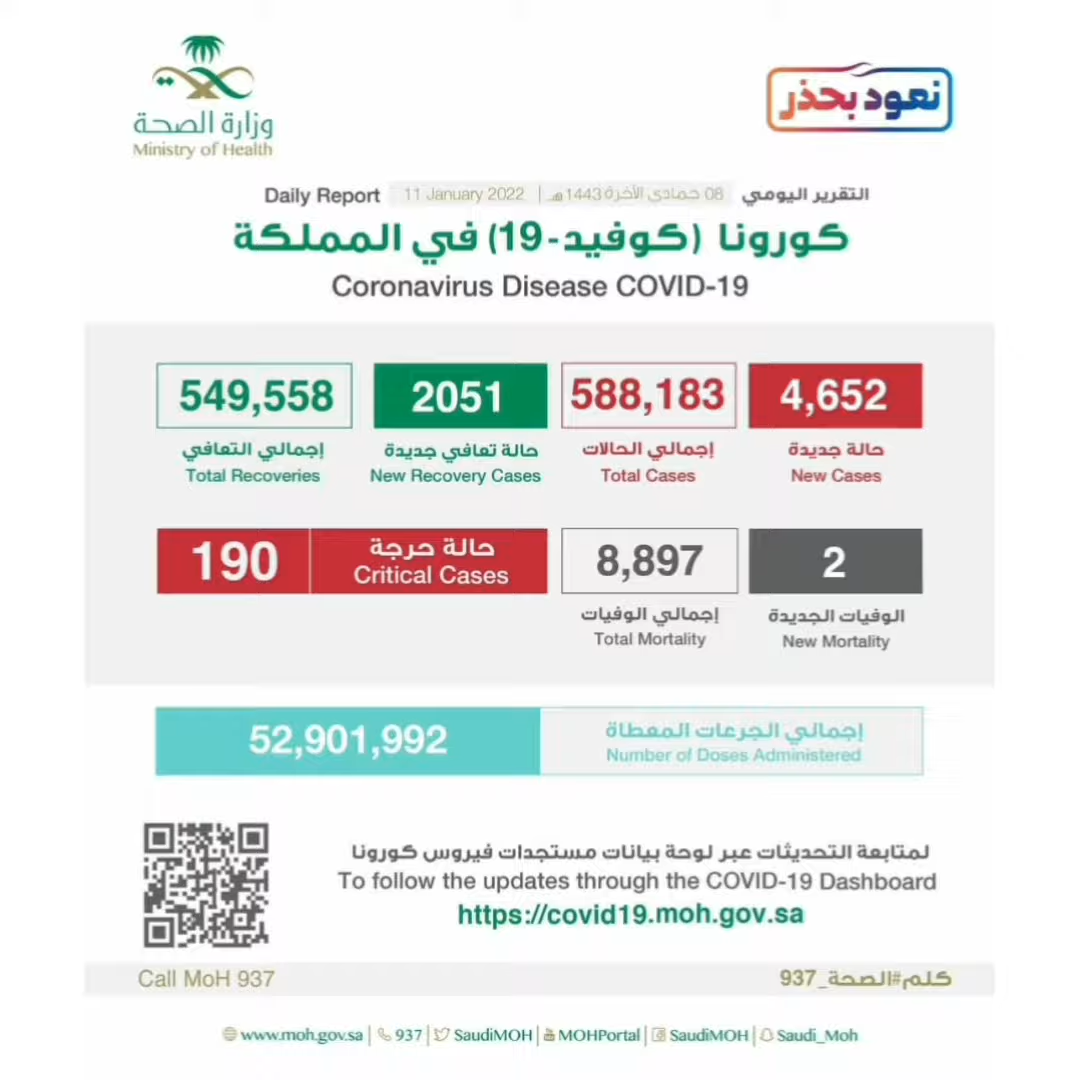 وزارة الصحة
Ministry of Health
نعود بحذر
Daily Report 11 January 2022 | 08 جمادى الآخرة 1443هـ التقرير اليومي
كورونا (كوفيد-19) في المملكة
Coronavirus Disease COVID-19
549,558 2051 588,183 4,652
إجمالي التعافي حالة تعافي جديدة إجمالي الحالات حالة جديدة
Total Recoveries New Recovery Cases Total Cases New Cases
190 حالة حرجة
Critical Cases
8,897 2
إجمالي الوفيات الوفيات الجديدة
Total Mortality New Mortality
52,901,992 إجمالي الجرعات المعطاة
Number of Doses Administered
لمتابعة التحديثات عبر لوحة بيانات مستجدات فيروس كورونا
To follow the updates through the COVID-19 Dashboard
https://covid19.moh.gov.sa
Call MoH 937 كلم#الصحة_937
www.moh.gov.sa | 937 | SaudiMOH | MOHPortal | SaudiMOH | Saudi_Moh